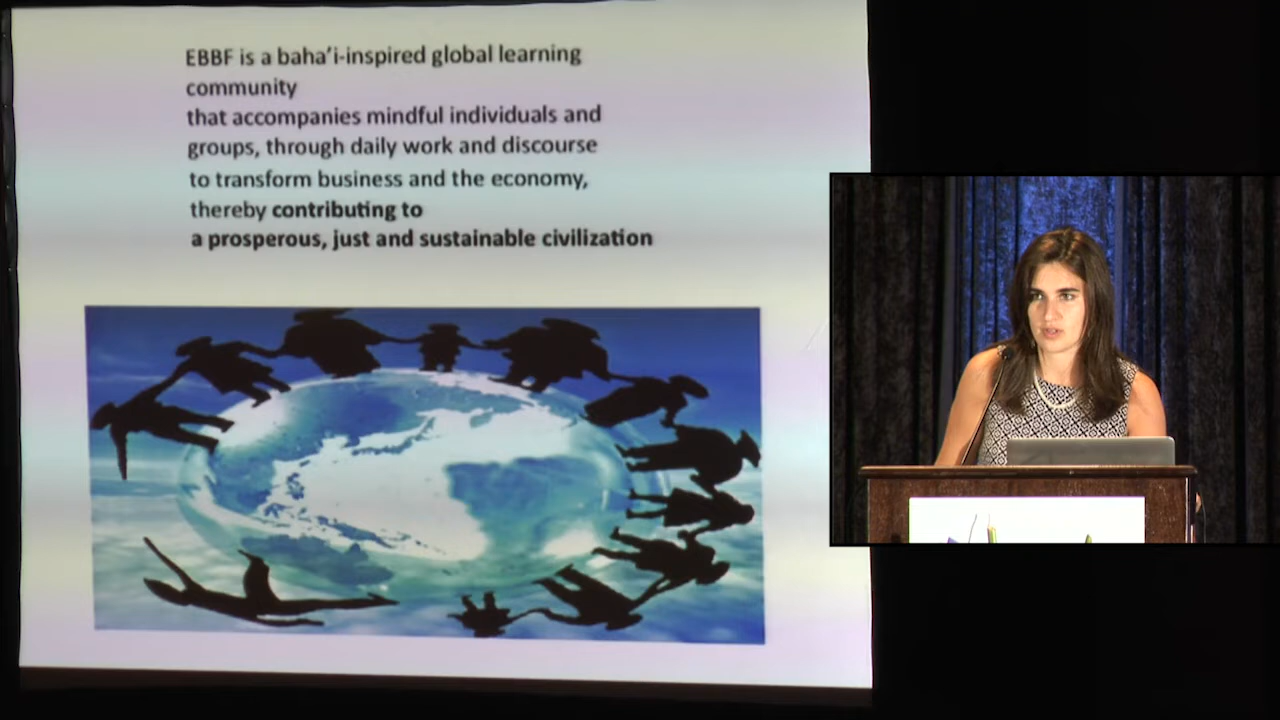 EBBF is a baha'i-inspired global learning
community
that accompanies mindful individuals and
groups, through daily work and discourse
to transform business and the economy,
thereby contributing to
a prosperous, just and sustainable civilization